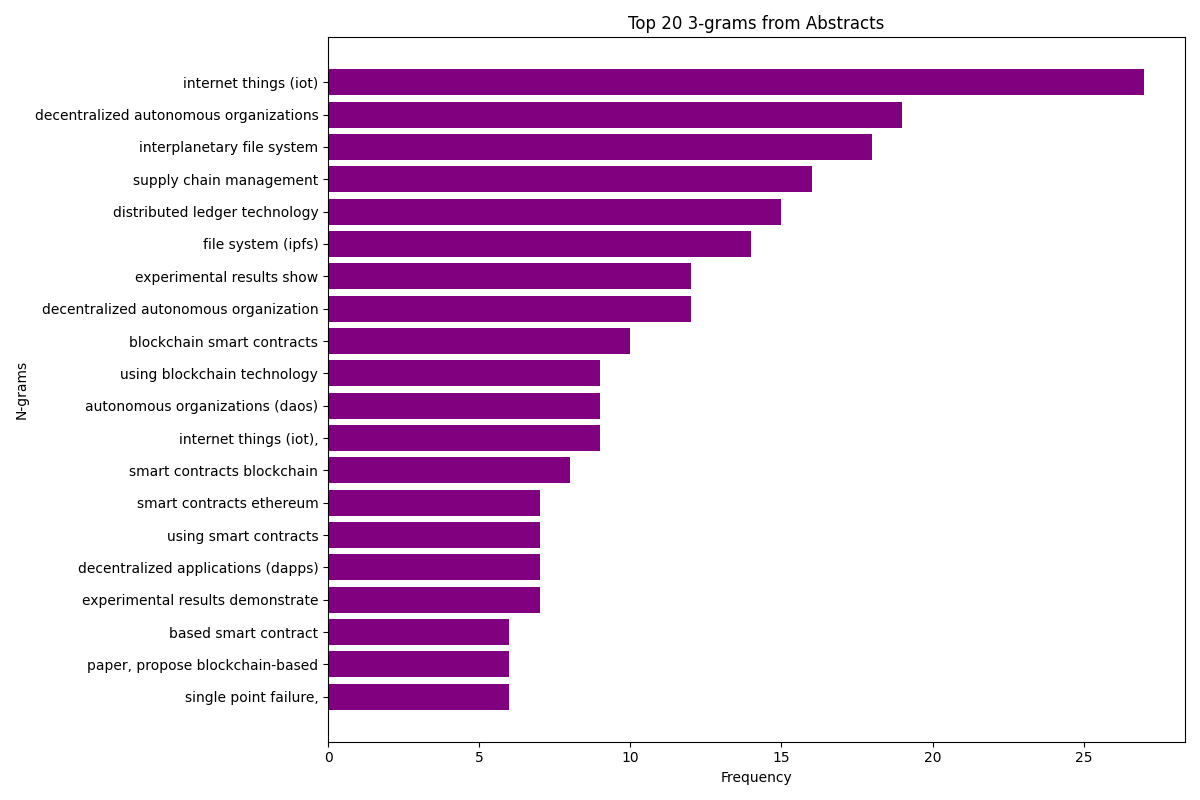 Top 20 3-grams from Abstracts
internet things (iot)
decentralized autonomous organizations
interplanetary file system
supply chain management
distributed ledger technology
file system (ipfs)
experimental results show
decentralized autonomous organization
blockchain smart contracts
using blockchain technology
autonomous organizations (daos)
internet things (iot),
smart contracts blockchain
smart contracts ethereum
using smart contracts
decentralized applications (dapps)
experimental results demonstrate
based smart contract
paper, propose blockchain-based
single point failure,
N-grams
0 5 10 15 20 25
Frequency